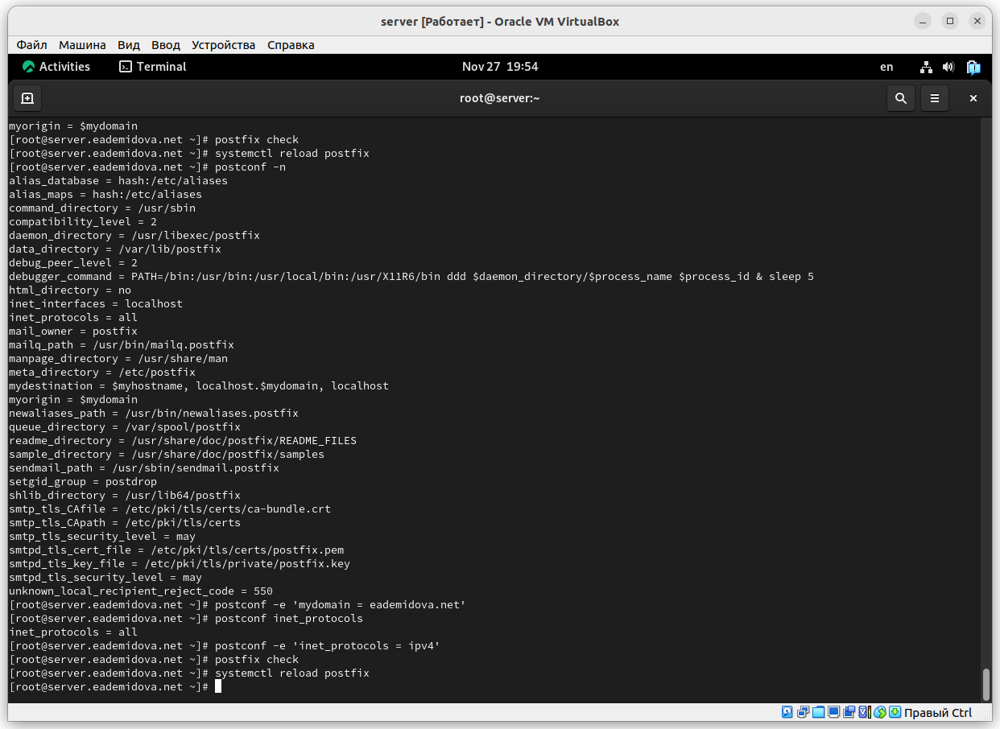 server [Работает] - Oracle VM VirtualBox
Файл Машина Вид Ввод Устройства Справка
Activities Terminal Nov 27 19:54 en
root@server:~
myorigin = $mydomain
[root@server.eademidova.net ~]# postfix check
[root@server.eademidova.net ~]# systemctl reload postfix
[root@server.eademidova.net ~]# postconf -n
alias_database = hash:/etc/aliases
alias_maps = hash:/etc/aliases
command_directory = /usr/sbin
compatibility_level = 2
daemon_directory = /usr/libexec/postfix
data_directory = /var/lib/postfix
debug_peer_level = 2
debugger_command = PATH=/bin:/usr/bin:/usr/local/bin:/usr/X11R6/bin ddd $daemon_directory/$process_name $process_id & sleep 5
html_directory = no
inet_interfaces = localhost
inet_protocols = all
mail_owner = postfix
mailq_path = /usr/bin/mailq.postfix
manpage_directory = /usr/share/man
meta_directory = /etc/postfix
mydestination = $myhostname, localhost.$mydomain, localhost
myorigin = $mydomain
newaliases_path = /usr/bin/newaliases.postfix
queue_directory = /var/spool/postfix
readme_directory = /usr/share/doc/postfix/README_FILES
sample_directory = /usr/share/doc/postfix/samples
sendmail_path = /usr/sbin/sendmail.postfix
setgid_group = postdrop
shlib_directory = /usr/lib64/postfix
smtp_tls_CAfile = /etc/pki/tls/certs/ca-bundle.crt
smtp_tls_CApath = /etc/pki/tls/certs
smtp_tls_security_level = may
smtpd_tls_cert_file = /etc/pki/tls/certs/postfix.pem
smtpd_tls_key_file = /etc/pki/tls/private/postfix.key
smtpd_tls_security_level = may
unknown_local_recipient_reject_code = 550
[root@server.eademidova.net ~]# postconf -e 'mydomain = eademidova.net'
[root@server.eademidova.net ~]# postconf inet_protocols
inet_protocols = all
[root@server.eademidova.net ~]# postconf -e 'inet_protocols = ipv4'
[root@server.eademidova.net ~]# postfix check
[root@server.eademidova.net ~]# systemctl reload postfix
[root@server.eademidova.net ~]#
Правый Ctrl